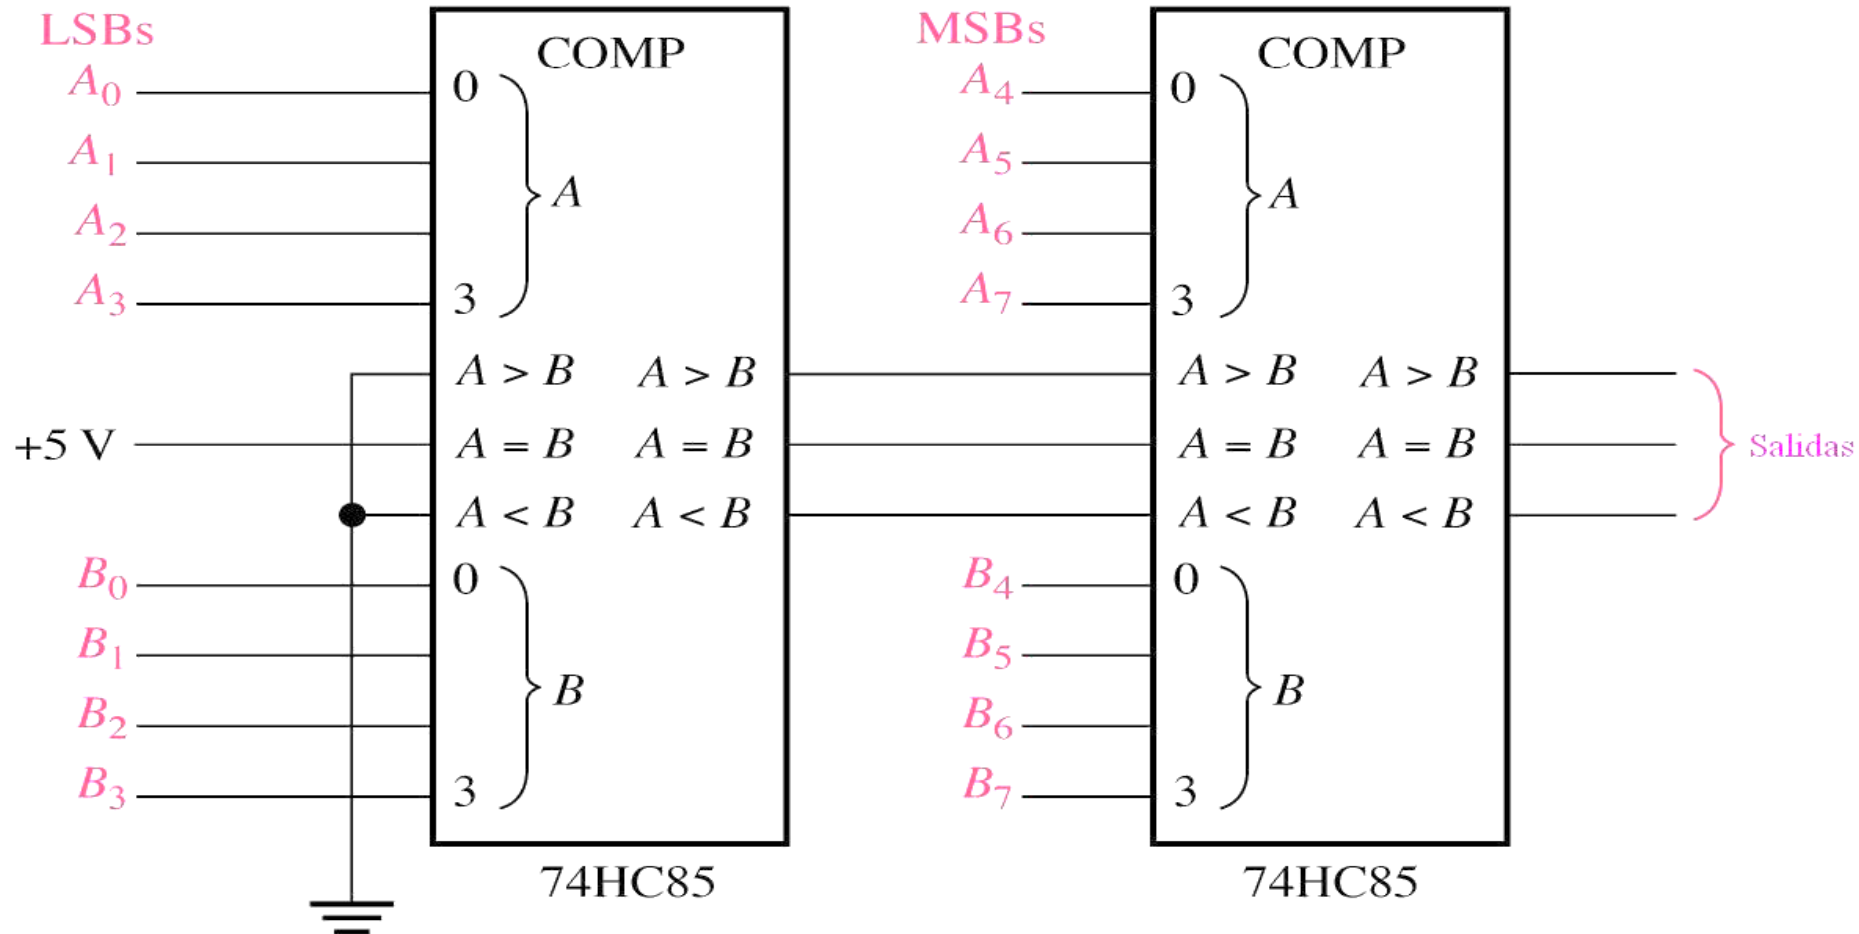 LSBs MSBs
COMP COMP
A0 0 A4 0
A1 A5
A A
A2 A6
A3 3 A7 3
A > B A > B A > B A > B
+5 V A = B A = B A = B A = B Salidas
A < B A < B A < B A < B
B0 0 B4 0
B1 B5
B B
B2 B6
B3 3 B7 3
74HC85 74HC85